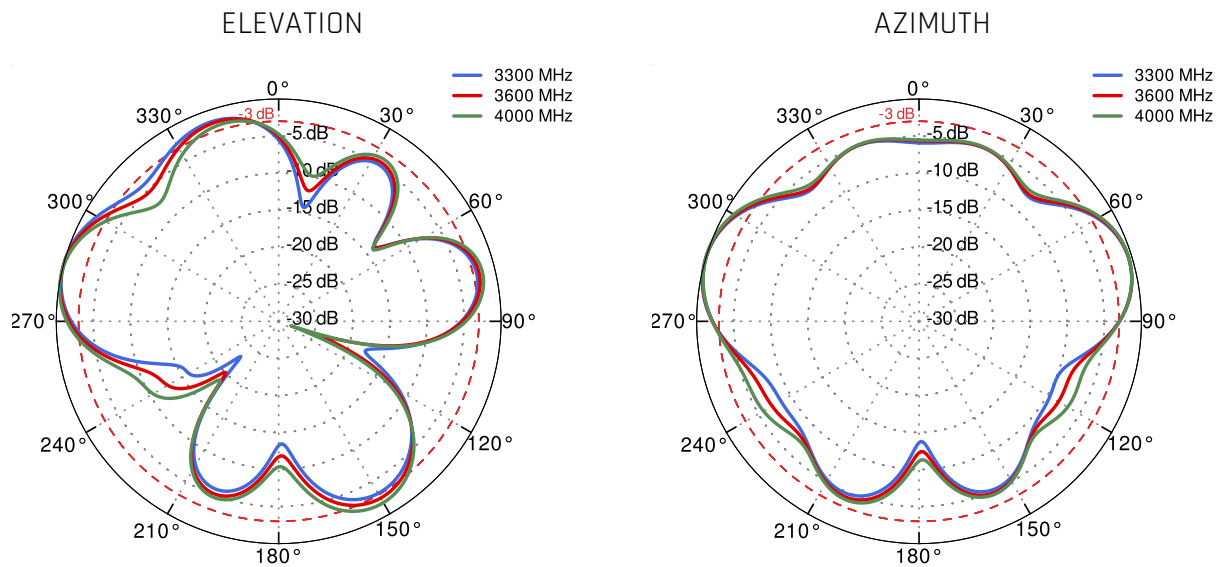 ELEVATION
3300 MHz
3600 MHz
4000 MHz
0°
30°
60°
90°
120°
150°
180°
210°
240°
270°
300°
330°
-3 dB
-5 dB
-10 dB
-15 dB
-20 dB
-25 dB
-30 dB
AZIMUTH
3300 MHz
3600 MHz
4000 MHz
0°
30°
60°
90°
120°
150°
180°
210°
240°
270°
300°
330°
-3 dB
-5 dB
-10 dB
-15 dB
-20 dB
-25 dB
-30 dB